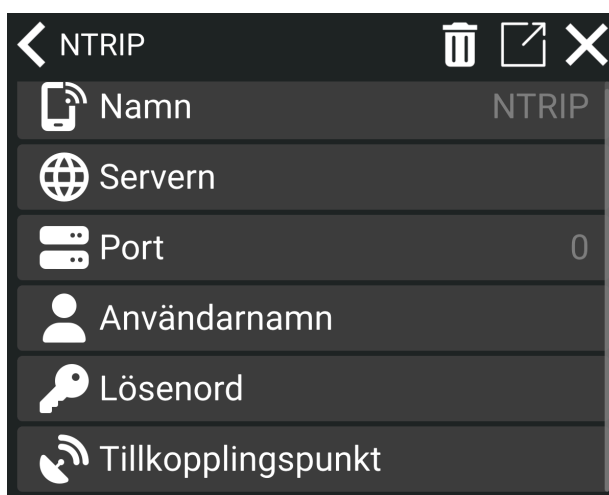 NTRIP
Namn NTRIP
Servern
Port 0
Användarnamn
Lösenord
Tillkopplingspunkt